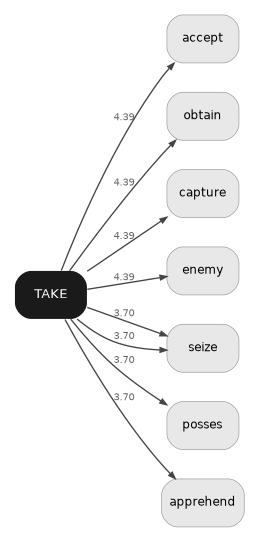 accept
4.39
obtain
4.39
capture
4.39
enemy
4.39
TAKE
3.70
3.70
seize
3.70
posses
3.70
apprehend